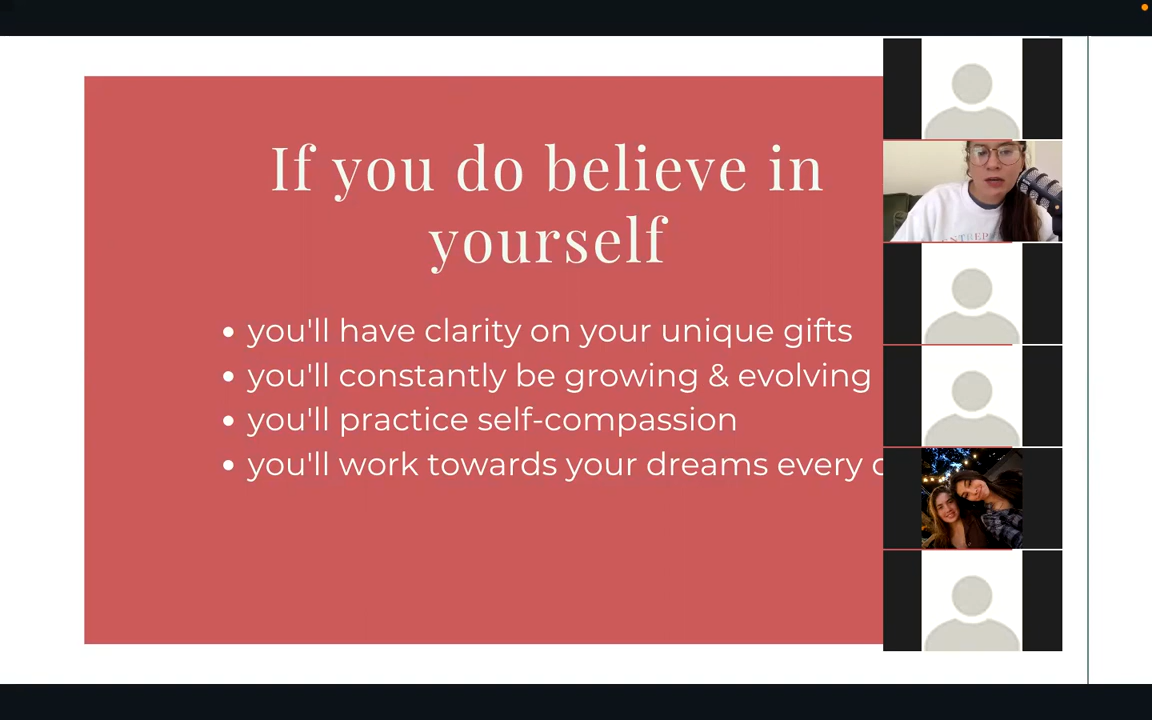 If you do believe in
yourself
• you'll have clarity on your unique gifts
• you'll constantly be growing & evolving
• you'll practice self-compassion
• you'll work towards your dreams every